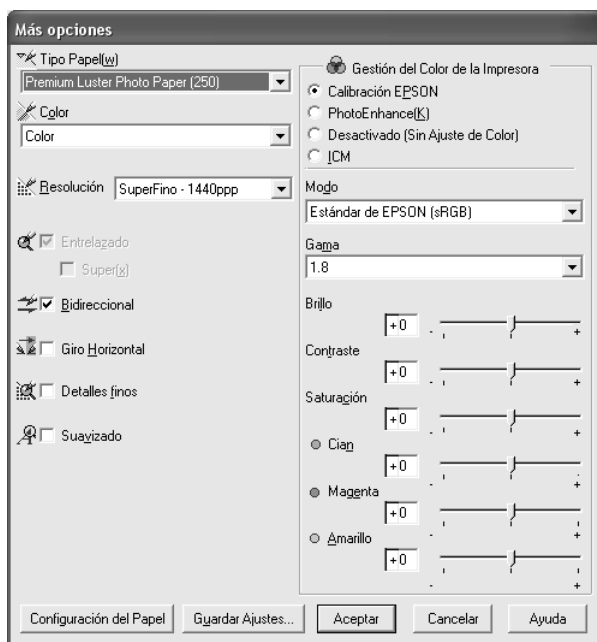 Más opciones
Tipo Papel(w)
Premium Luster Photo Paper (250)
Color
Color
Resolución SuperFino - 1440ppp
Entrelazado
Super(x)
Bidireccional
Giro Horizontal
Detalles finos
Suavizado
Gestión del Color de la Impresora
Calibración EPSON
PhotoEnhance(K)
Desactivado (Sin Ajuste de Color)
ICM
Modo
Estándar de EPSON (sRGB)
Gama
1.8
Brillo
+0 - +
Contraste
+0 - +
Saturación
+0 - +
Cian
+0 - +
Magenta
+0 - +
Amarillo
+0 - +
Configuración del Papel Guardar Ajustes... Aceptar Cancelar Ayuda